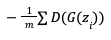 − 1/m ∑ D(G(z_i))